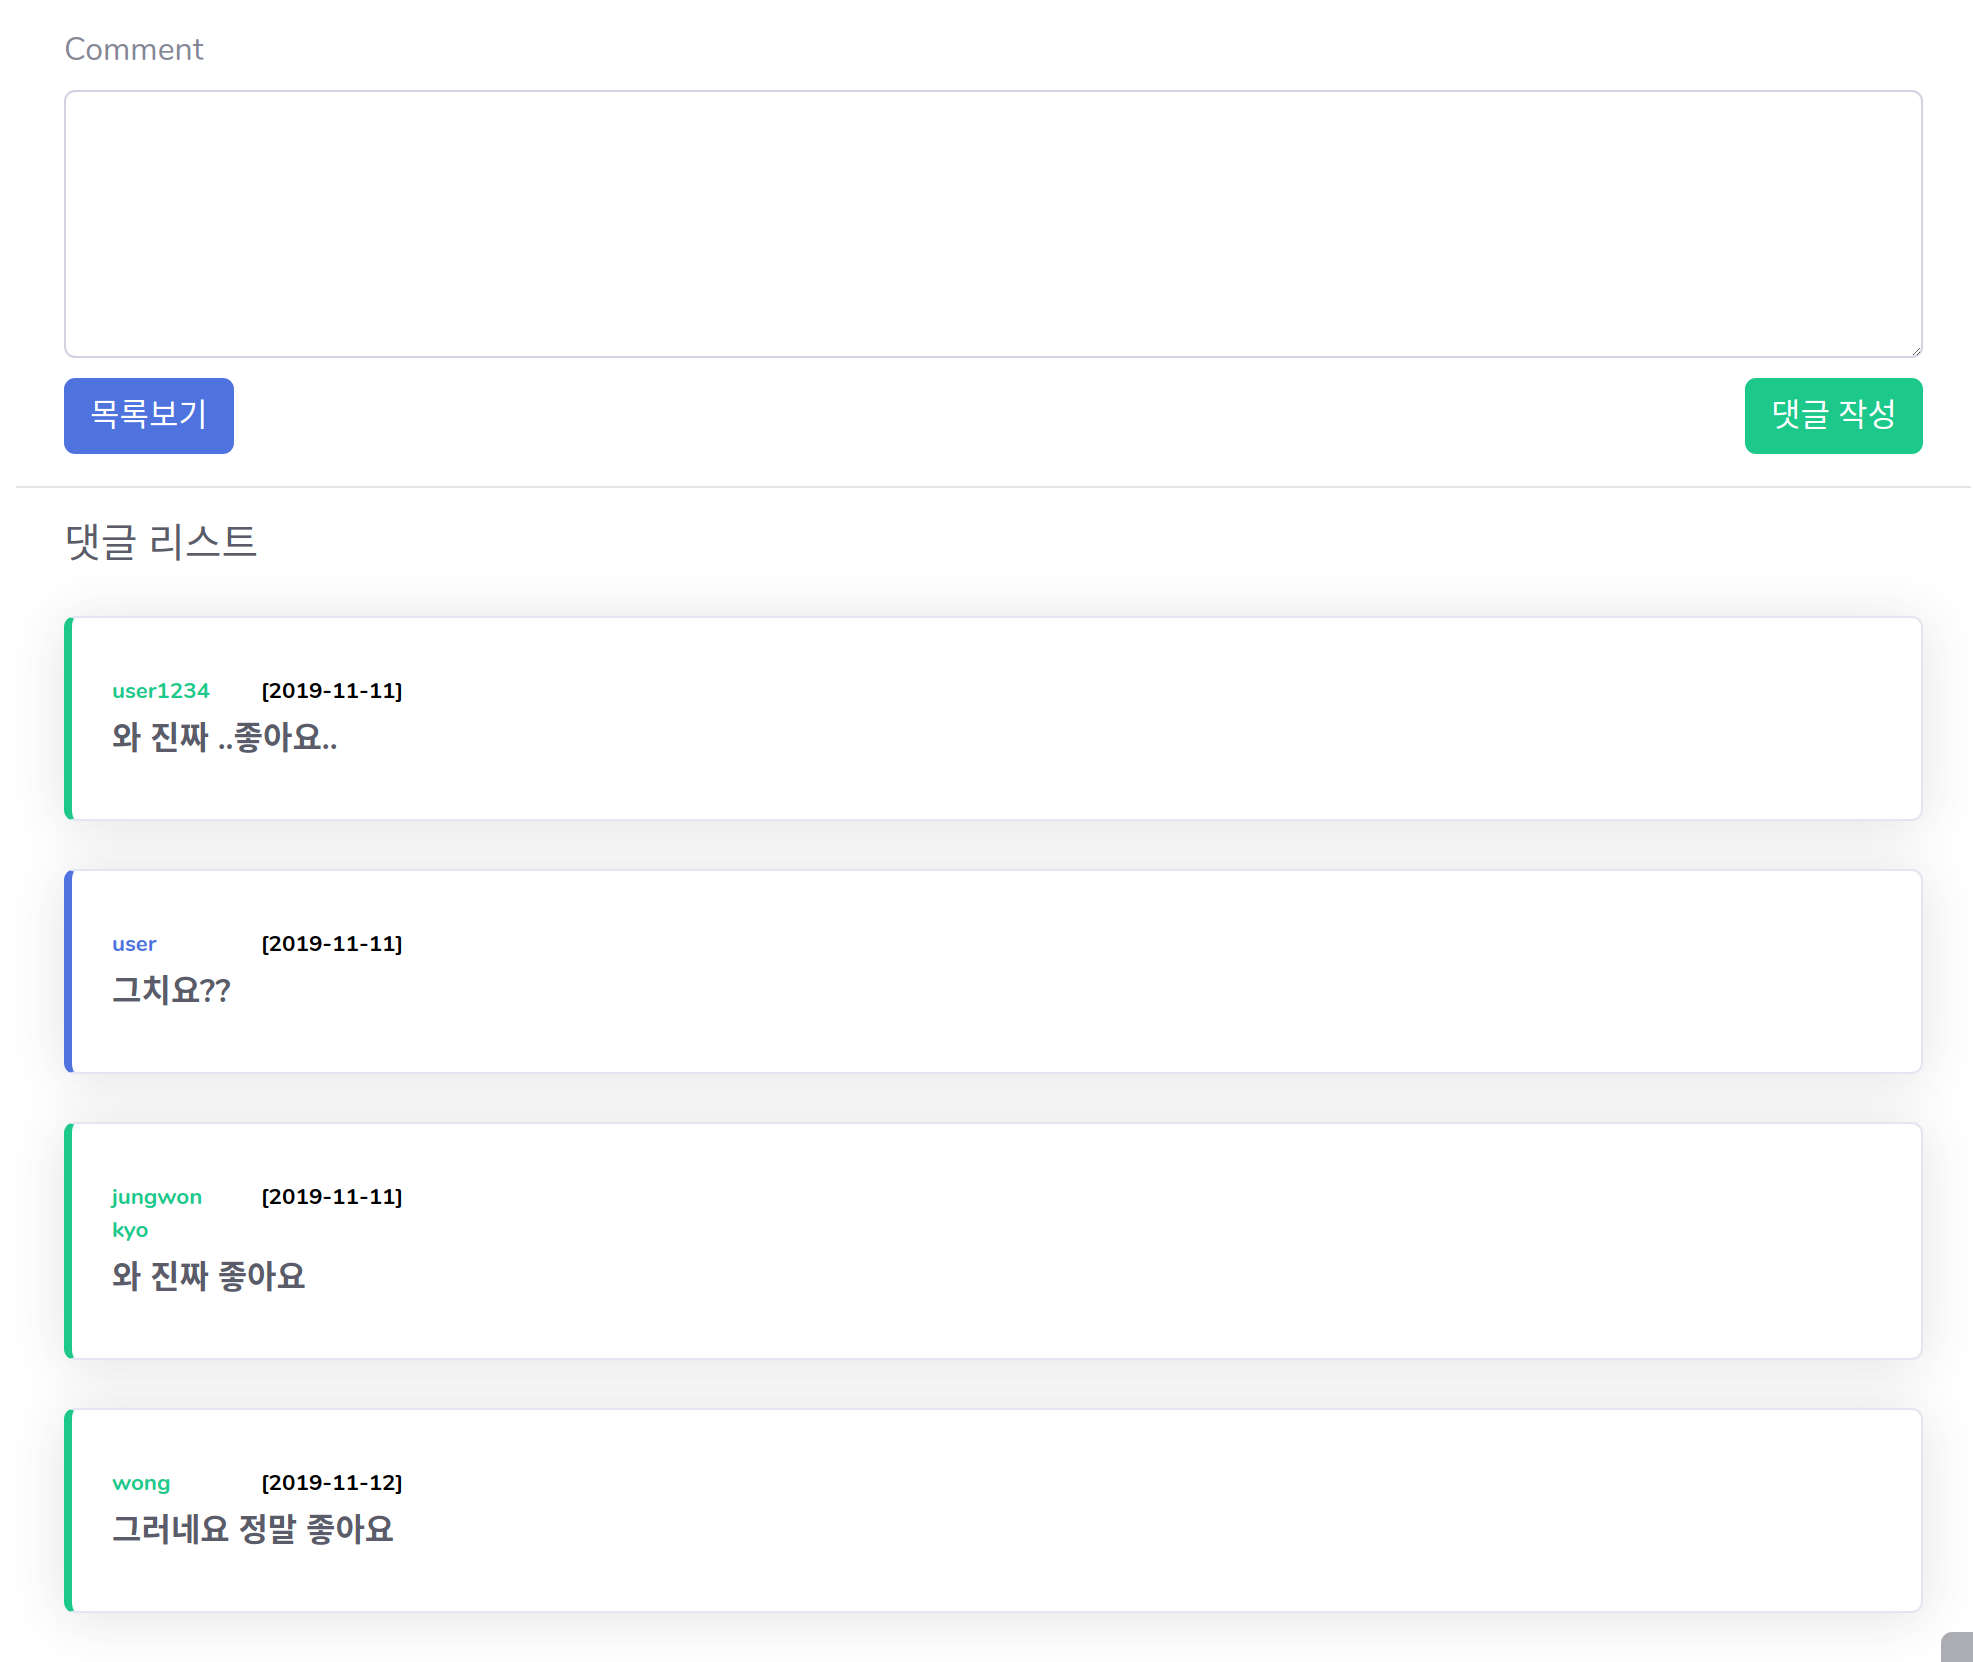 Comment
목록보기
댓글 작성
댓글 리스트
user1234 [2019-11-11]
와 진짜 ..좋아요..
user [2019-11-11]
그치요??
jungwon [2019-11-11]
kyo
와 진짜 좋아요
wong [2019-11-12]
그러네요 정말 좋아요